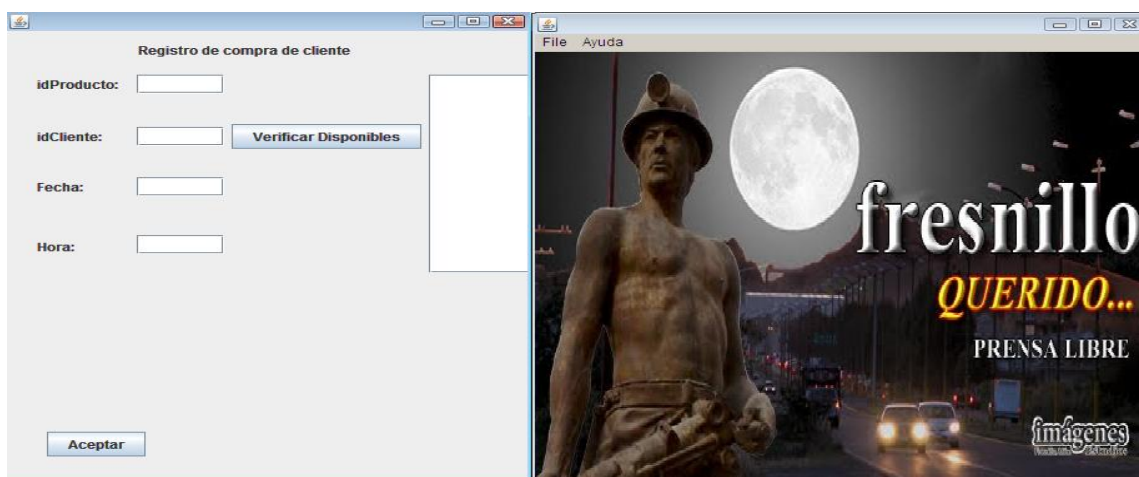 Registro de compra de cliente
idProducto:
idCliente:
Verificar Disponibles
Fecha:
Hora:
Aceptar
File Ayuda
fresnillo
QUERIDO...
PRENSA LIBRE
imágenes